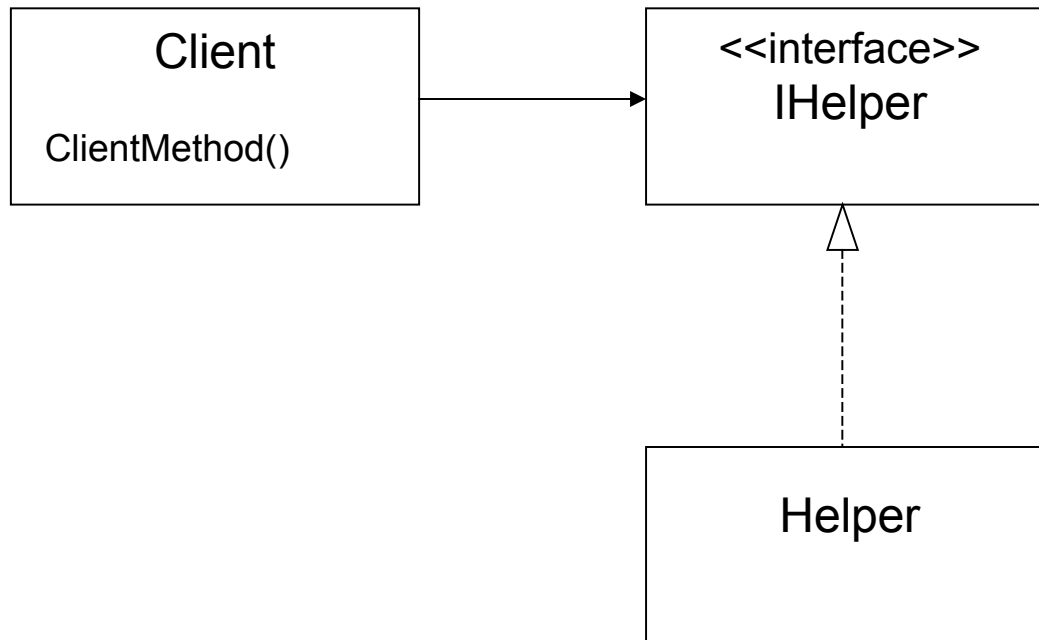 Client
ClientMethod()
<<interface>>
IHelper
Helper